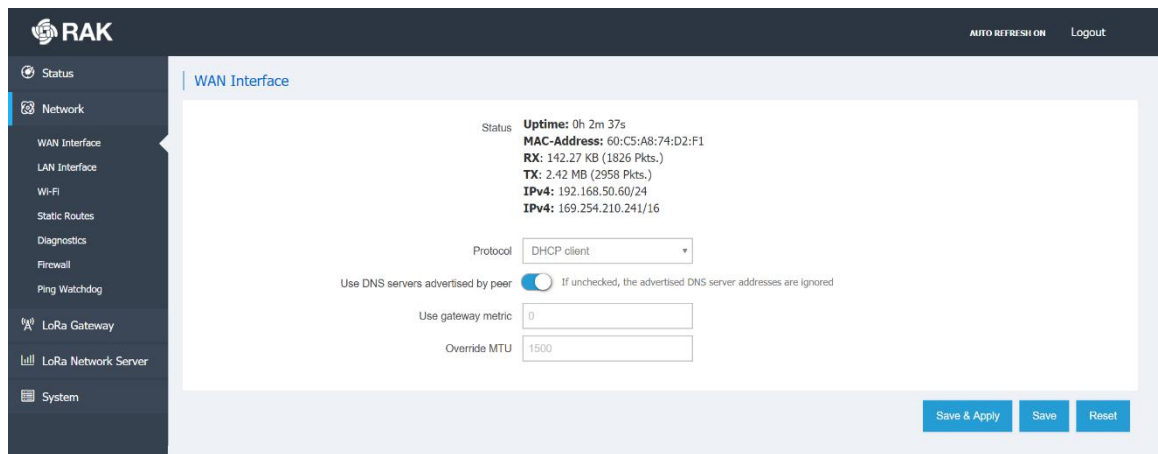 RAK
AUTO REFRESH ON
Logout
Status
Network
WAN Interface
LAN Interface
Wi-Fi
Static Routes
Diagnostics
Firewall
Ping Watchdog
LoRa Gateway
LoRa Network Server
System
WAN Interface
Status
Uptime: 0h 2m 37s
MAC-Address: 60:C5:A8:74:D2:F1
RX: 142.27 KB (1826 Pkts.)
TX: 2.42 MB (2958 Pkts.)
IPv4: 192.168.50.60/24
IPv4: 169.254.210.241/16
Protocol DHCP client
Use DNS servers advertised by peer If unchecked, the advertised DNS server addresses are ignored
Use gateway metric 0
Override MTU 1500
Save & Apply Save Reset